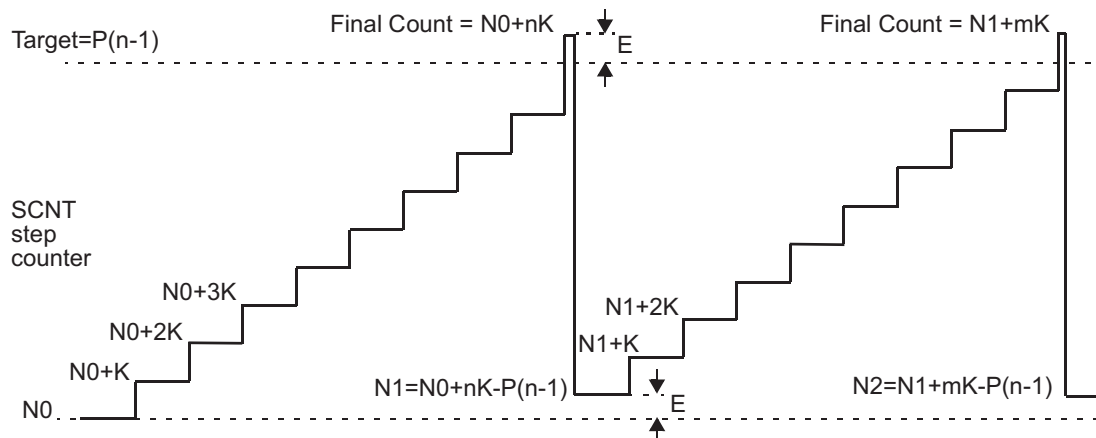 Final Count = N0+nK
Final Count = N1+mK
Target=P(n-1)
E
SCNT
step
counter
N0+3K
N0+2K
N1+2K
N0+K
N1+K
N1=N0+nK-P(n-1)
N2=N1+mK-P(n-1)
N0
E